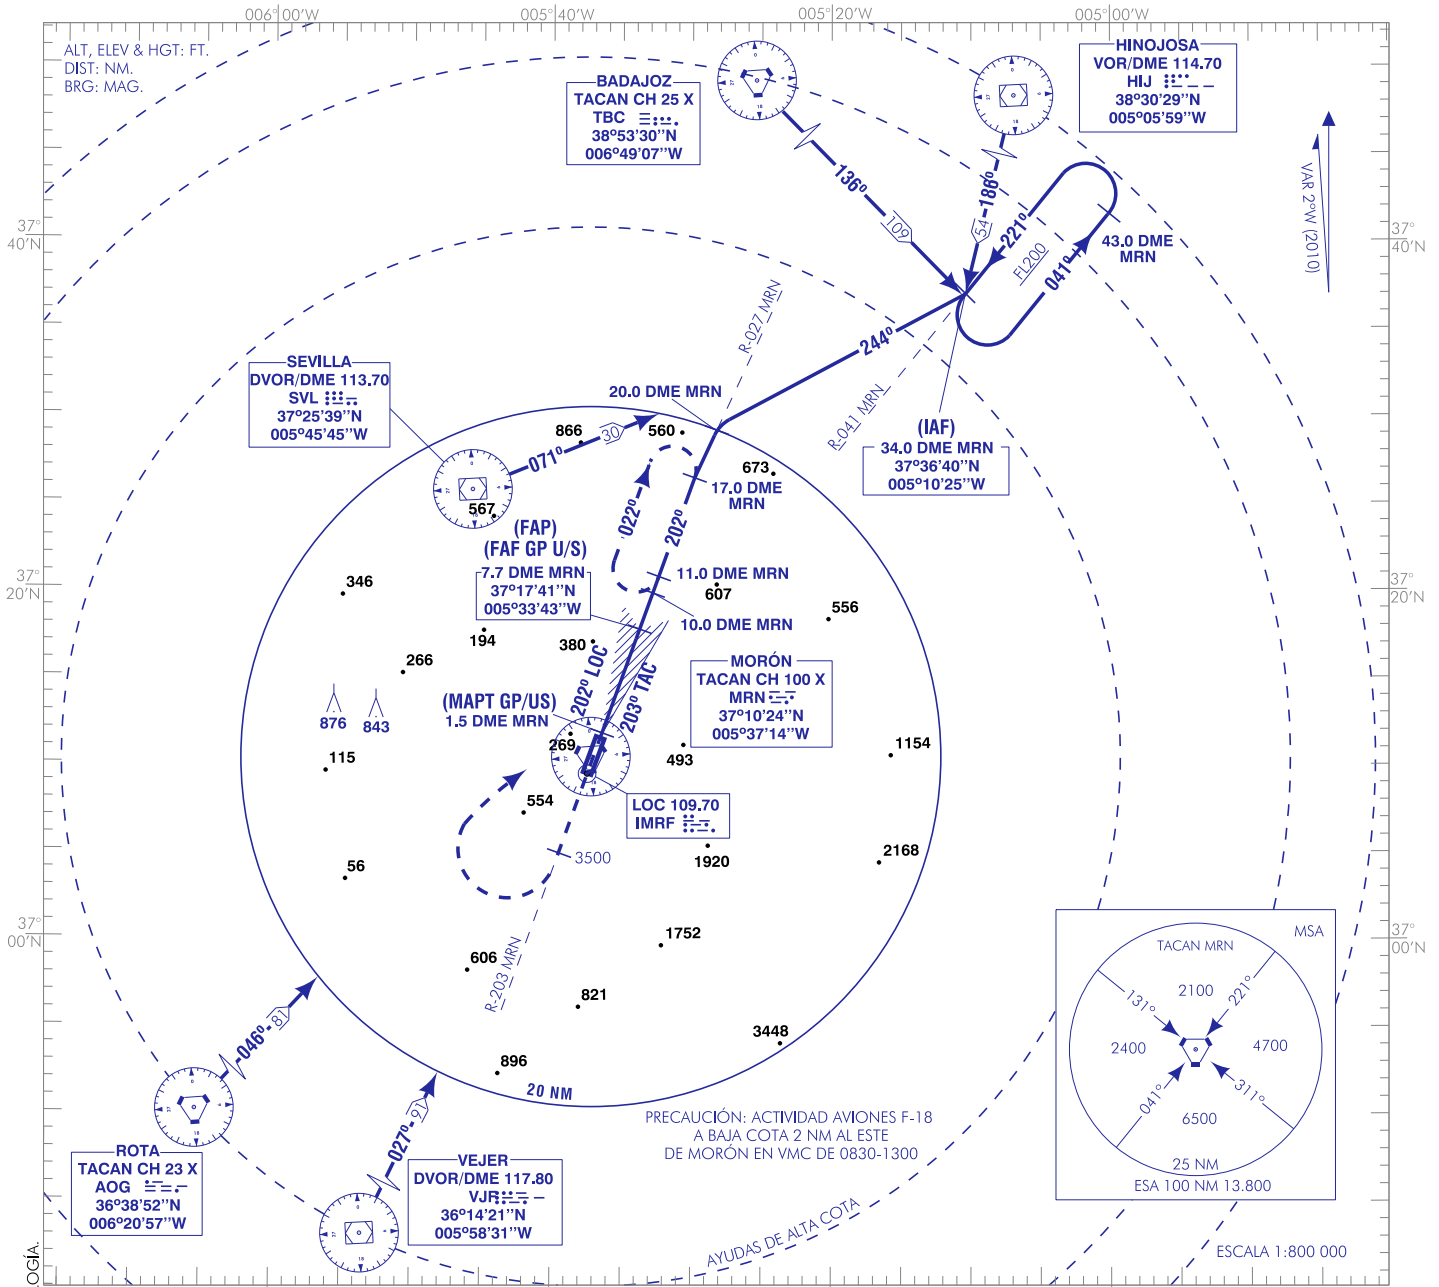 006°00'W
005°40'W
005°20'W
005°00'W
ALT, ELEV & HGT: FT.
DIST: NM.
BRG: MAG.
BADAJOZ
TACAN CH 25 X
TBC
38°53'30''N
006°49'07''W
HINOJOSA
VOR/DME 114.70
HIJ
38°30'29''N
005°05'59''W
VAR 2°W (2010)
37°
40'N
37°
40'N
136°
109
186°
54
221°
FL200
041°
43.0 DME
MRN
R-027 MRN
244°
R-041 MRN
(IAF)
34.0 DME MRN
37°36'40''N
005°10'25''W
SEVILLA
DVOR/DME 113.70
SVL
37°25'39''N
005°45'45''W
20.0 DME MRN
866
30
071°
560
673
17.0 DME
MRN
567
022°
202°
(FAP)
(FAF GP U/S)
7.7 DME MRN
37°17'41''N
005°33'43''W
11.0 DME MRN
607
10.0 DME MRN
37°
20'N
37°
20'N
346
556
194
380
266
202° LOC
203° TAC
MORÓN
TACAN CH 100 X
MRN
37°10'24''N
005°37'14''W
(MAPT GP/US)
1.5 DME MRN
876
843
269
493
1154
115
554
LOC 109.70
IMRF
3500
1920
2168
56
37°
00'N
37°
00'N
1752
606
R-203 MRN
821
3448
896
20 NM
046°
81
027°
91
PRECAUCIÓN: ACTIVIDAD AVIONES F-18
A BAJA COTA 2 NM AL ESTE
DE MORÓN EN VMC DE 0830-1300
MSA
TACAN MRN
2100
131°
221°
2400
4700
041°
311°
6500
25 NM
ESA 100 NM 13.800
ROTA
TACAN CH 23 X
AOG
36°38'52''N
006°20'57''W
VEJER
DVOR/DME 117.80
VJF
36°14'21''N
005°58'31''W
AYUDAS DE ALTA COTA
ESCALA 1:800 000
OGÍA.